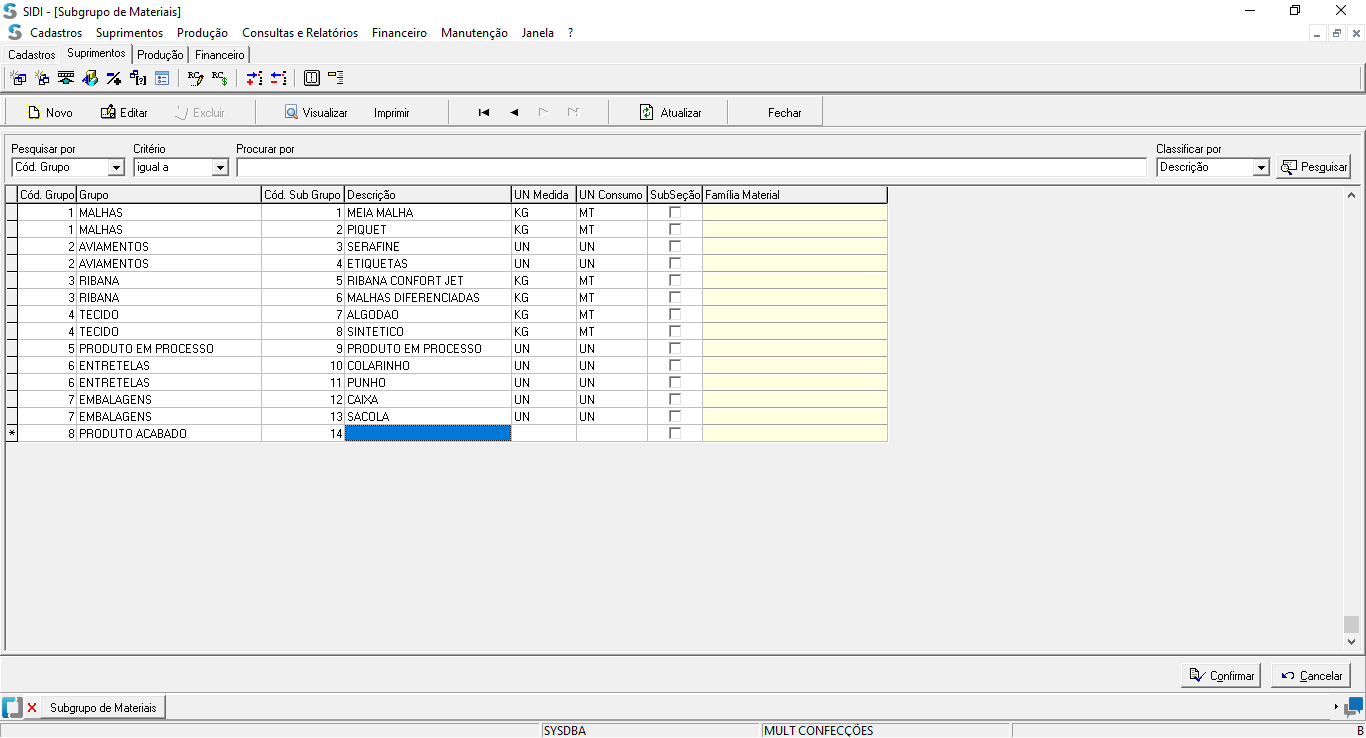 SIDI - [Subgrupo de Materiais]
Cadastros Suprimentos Produção Consultas e Relatórios Financeiro Manutenção Janela ?
Cadastros Suprimentos Produção Financeiro
Novo Editar Excluir Visualizar Imprimir Atualizar Fechar
Pesquisar por Critério Procurar por Classificar por
Cód. Grupo igual a Descrição Pesquisar
Cód. Grupo Grupo Cód. Sub Grupo Descrição UN Medida UN Consumo SubSeção Família Material
1 MALHAS 1 MEIA MALHA KG MT
1 MALHAS 2 PIQUET KG MT
2 AVIAMENTOS 3 SERAFINE UN UN
2 AVIAMENTOS 4 ETIQUETAS UN UN
3 RIBANA 5 RIBANA CONFORT JET KG MT
3 RIBANA 6 MALHAS DIFERENCIADAS KG MT
4 TECIDO 7 ALGODAO KG MT
4 TECIDO 8 SINTETICO KG MT
5 PRODUTO EM PROCESSO 9 PRODUTO EM PROCESSO UN UN
6 ENTRETELAS 10 COLARINHO UN UN
6 ENTRETELAS 11 PUNHO UN UN
7 EMBALAGENS 12 CAIXA UN UN
7 EMBALAGENS 13 SACOLA UN UN
* 8 PRODUTO ACABADO 14
Confirmar Cancelar
Subgrupo de Materiais
SYSDBA MULT CONFECÇÕES B